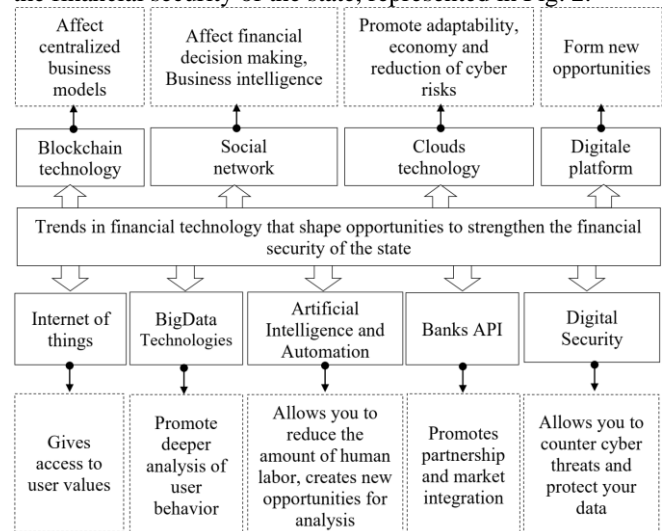 the financial security of the state, represented in Fig. 2.
Affect
centralized
business
models
Affect financial
decision making,
Business intelligence
Promote adaptability,
economy and
reduction of cyber
risks
Form new
opportunities
Blockchain
technology
Social
network
Clouds
technology
Digitale
platform
Trends in financial technology that shape opportunities to strengthen the financial
security of the state
Internet of
things
BigData
Technologies
Artificial
Intelligence and
Automation
Banks API
Digital
Security
Gives
access to
user values
Promote
deeper
analysis of
user
behavior
Allows you to
reduce the
amount of human
labor, creates new
opportunities for
analysis
Promotes
partnership
and market
integration
Allows you to
counter cyber
threats and
protect your
data